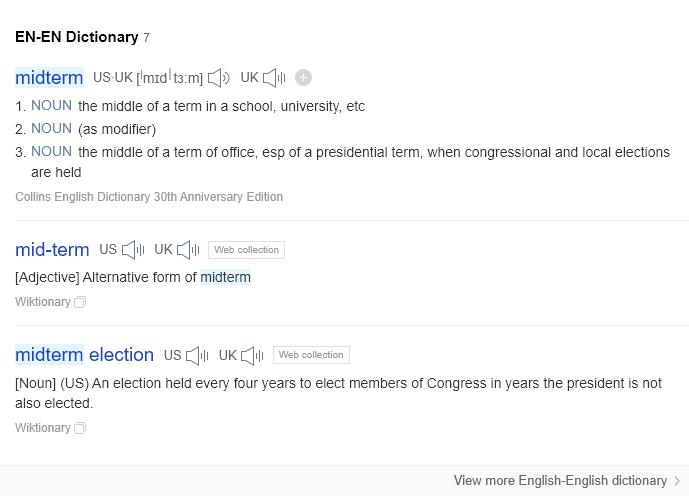 EN-EN Dictionary 7
midterm US·UK [ˈmɪdˡtɜːm] UK
1. NOUN the middle of a term in a school, university, etc
2. NOUN (as modifier)
3. NOUN the middle of a term of office, esp of a presidential term, when congressional and local elections
are held
Collins English Dictionary 30th Anniversary Edition
mid-term US UK Web collection
[Adjective] Alternative form of midterm
Wiktionary
midterm election US UK Web collection
[Noun] (US) An election held every four years to elect members of Congress in years the president is not
also elected.
Wiktionary
View more English-English dictionary >